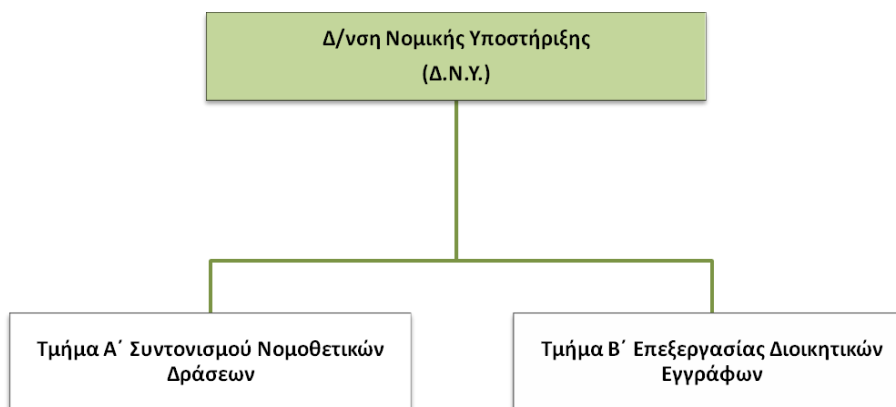 Δ/νση Νομικής Υποστήριξης
(Δ.Ν.Υ.)
Τμήμα Α΄ Συντονισμού Νομοθετικών
Δράσεων
Τμήμα Β΄ Επεξεργασίας Διοικητικών
Εγγράφων